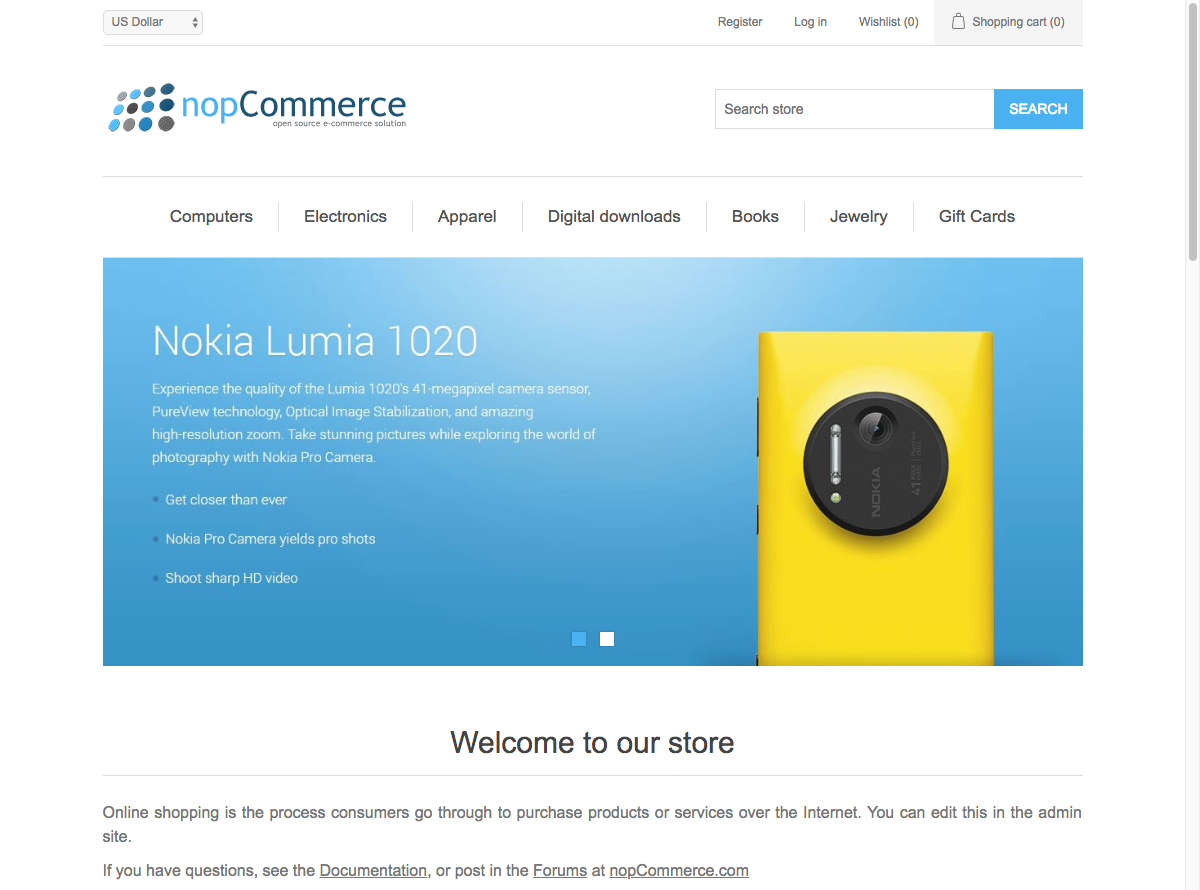 US Dollar
Register
Log in
Wishlist (0)
Shopping cart (0)
nopCommerce
open source e-commerce solution
Search store
SEARCH
Computers
Electronics
Apparel
Digital downloads
Books
Jewelry
Gift Cards
Nokia Lumia 1020
Experience the quality of the Lumia 1020's 41-megapixel camera sensor,
PureView technology, Optical Image Stabilization, and amazing
high-resolution zoom. Take stunning pictures while exploring the world of
photography with Nokia Pro Camera.
Get closer than ever
Nokia Pro Camera yields pro shots
Shoot sharp HD video
NOKIA
41
Welcome to our store
Online shopping is the process consumers go through to purchase products or services over the Internet. You can edit this in the admin
site.
If you have questions, see the Documentation, or post in the Forums at nopCommerce.com